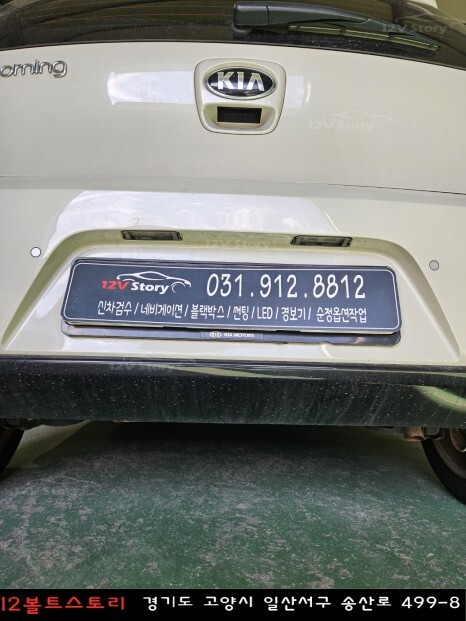 12V Story
orning
KIA
12V Story
12V Story 031.912.8812
신차검수 / 네비게이션 / 블랙박스 / 썬팅 / LED / 경보기 / 순정옵션작업
KIA MOTORS
12볼트스토리 경기도 고양시 일산서구 송산로 499-8